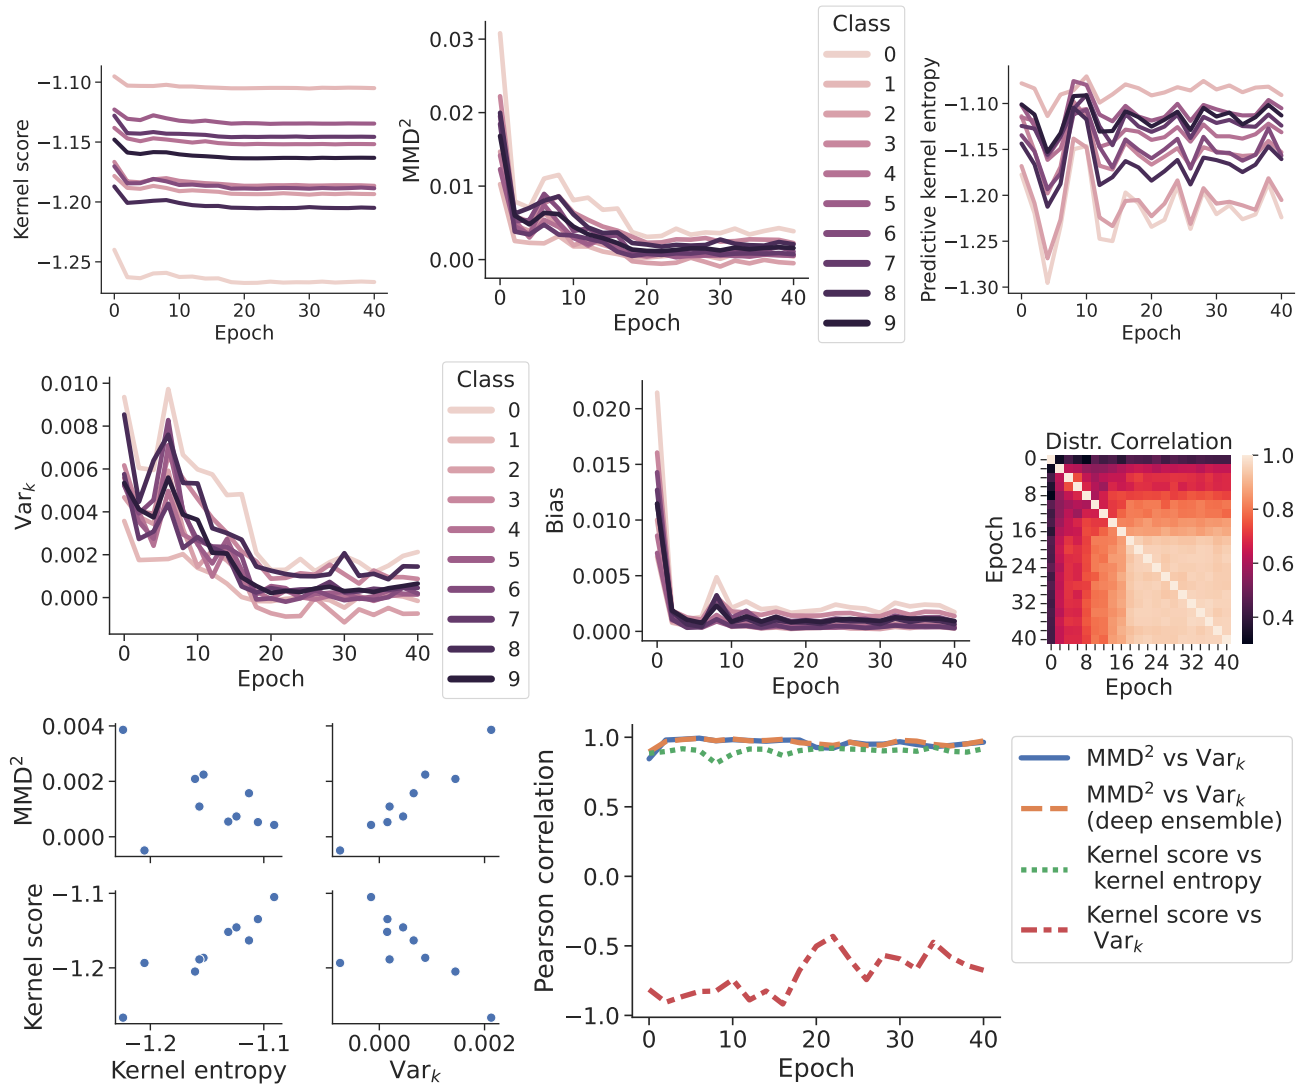 Kernel score
−1.10
−1.15
−1.20
−1.25
0 10 20 30 40
Epoch
MMD²
0.03
0.02
0.01
0.00
0 10 20 30 40
Epoch
Class
0
1
2
3
4
5
6
7
8
9
Predictive kernel entropy
−1.10
−1.15
−1.20
−1.25
−1.30
0 10 20 30 40
Epoch
Varₖ
0.010
0.008
0.006
0.004
0.002
0.000
0 10 20 30 40
Epoch
Class
0
1
2
3
4
5
6
7
8
9
Bias
0.020
0.015
0.010
0.005
0.000
0 10 20 30 40
Epoch
Distr. Correlation
Epoch
0
8
16
24
32
40
0 8 16 24 32 40
Epoch
1.0
0.8
0.6
0.4
MMD²
0.004
0.002
0.000
Kernel score
−1.1
−1.2
−1.2 −1.1
Kernel entropy
0.000 0.002
Varₖ
Pearson correlation
1.0
0.5
0.0
−0.5
−1.0
0 10 20 30 40
Epoch
MMD² vs Varₖ
MMD² vs Varₖ
(deep ensemble)
Kernel score vs
kernel entropy
Kernel score vs
Varₖ